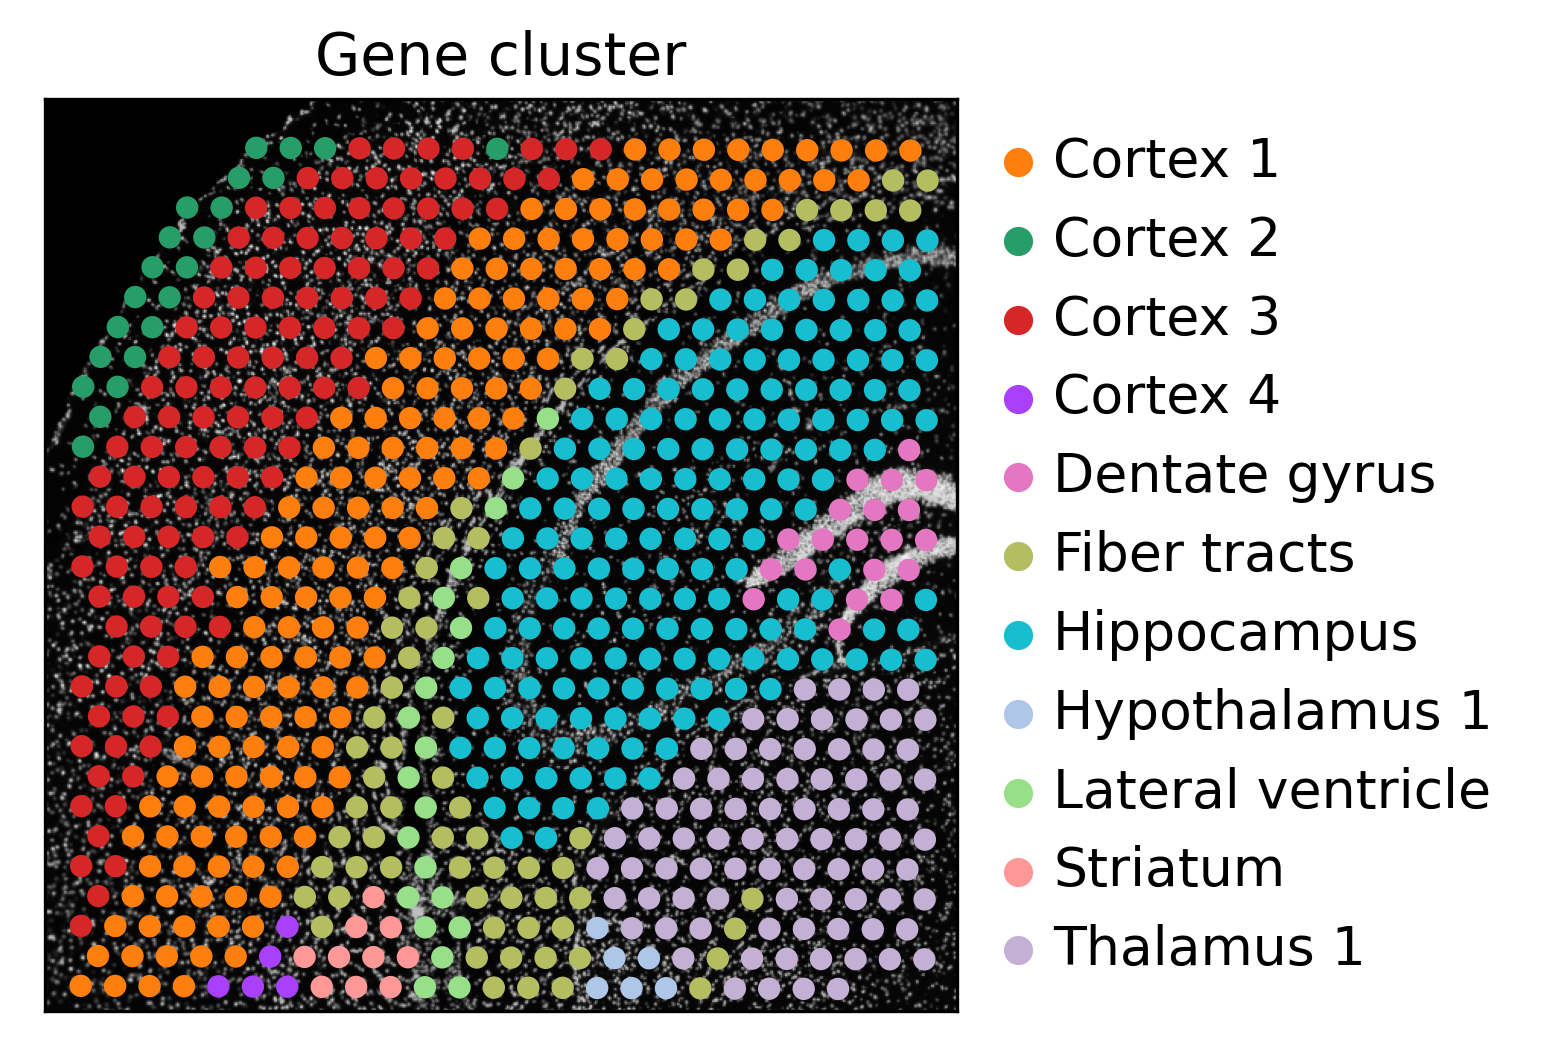 Gene cluster
Cortex 1
Cortex 2
Cortex 3
Cortex 4
Dentate gyrus
Fiber tracts
Hippocampus
Hypothalamus 1
Lateral ventricle
Striatum
Thalamus 1